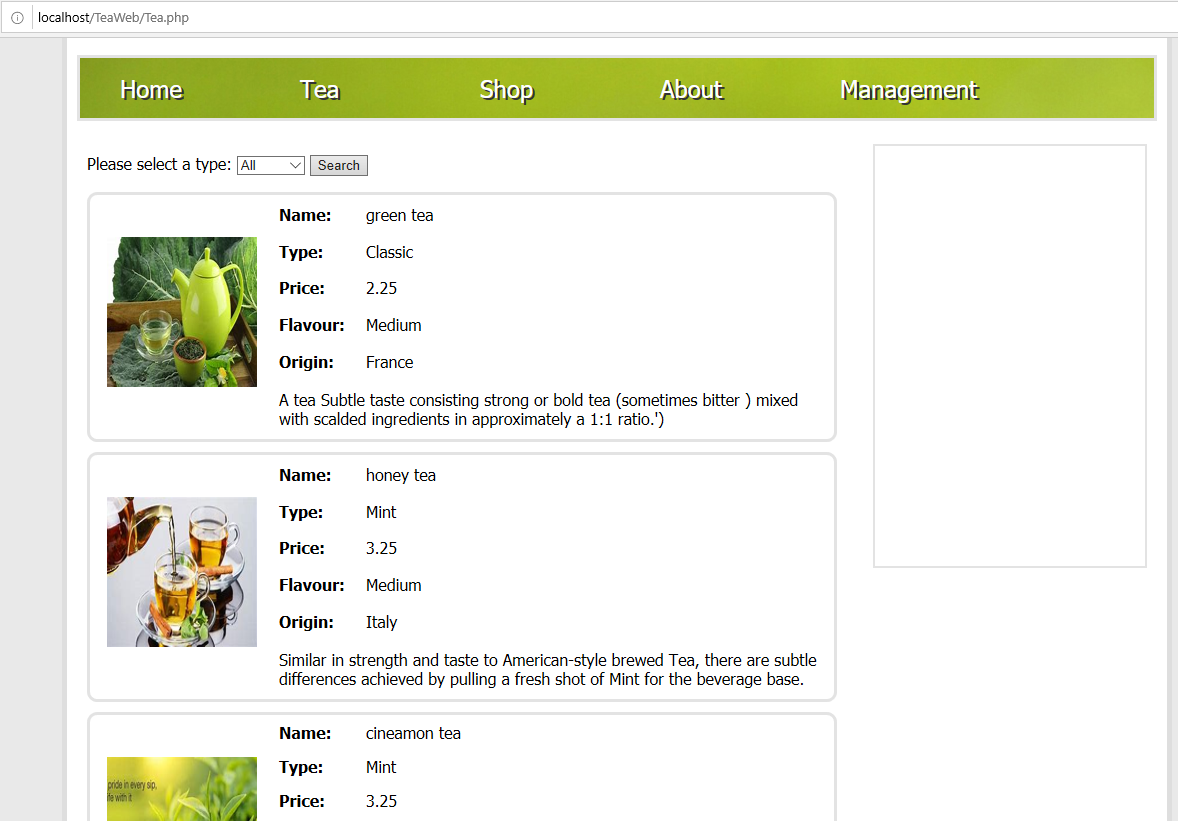 localhost/TeaWeb/Tea.php
Home Tea Shop About Management
Please select a type: All Search
Name: green tea
Type: Classic
Price: 2.25
Flavour: Medium
Origin: France
A tea Subtle taste consisting strong or bold tea (sometimes bitter ) mixed
with scalded ingredients in approximately a 1:1 ratio.')
Name: honey tea
Type: Mint
Price: 3.25
Flavour: Medium
Origin: Italy
Similar in strength and taste to American-style brewed Tea, there are subtle
differences achieved by pulling a fresh shot of Mint for the beverage base.
Name: cineamon tea
Type: Mint
Price: 3.25
pride in every sip,
ife with it